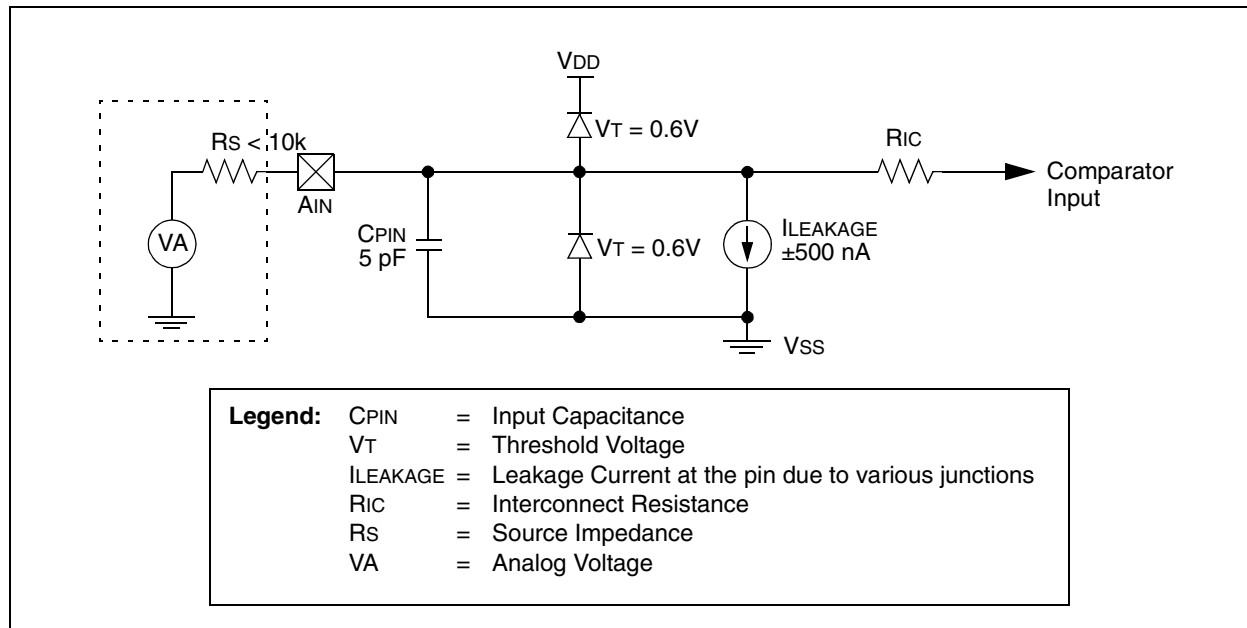 VDD
RS < 10k
VT = 0.6V
RIC
AIN
Comparator
Input
VA
CPIN
5 pF
VT = 0.6V
ILEAKAGE
±500 nA
VSS
Legend: CPIN = Input Capacitance
VT = Threshold Voltage
ILEAKAGE = Leakage Current at the pin due to various junctions
RIC = Interconnect Resistance
RS = Source Impedance
VA = Analog Voltage